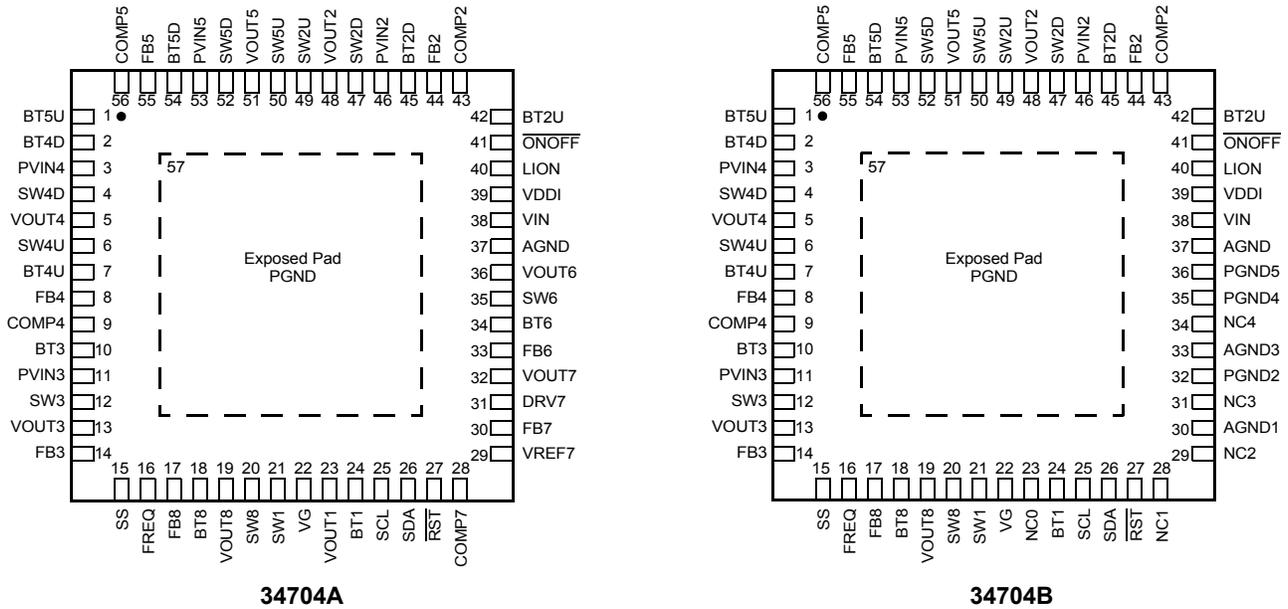 COMP5
FB5
BT5D
PVIN5
SW5D
VOUT5
SW5U
SW2U
VOUT2
SW2D
PVIN2
BT2D
FB2
COMP2
56
55
54
53
52
51
50
49
48
47
46
45
44
43
BT5U 1
BT4D 2
PVIN4 3
SW4D 4
VOUT4 5
SW4U 6
BT4U 7
FB4 8
COMP4 9
BT3 10
PVIN3 11
SW3 12
VOUT3 13
FB3 14
57
Exposed Pad
PGND
42 BT2U
41 ONOFF
40 LION
39 VDDI
38 VIN
37 AGND
36 VOUT6
35 SW6
34 BT6
33 FB6
32 VOUT7
31 DRV7
30 FB7
29 VREF7
15
16
17
18
19
20
21
22
23
24
25
26
27
28
SS
FREQ
FB8
BT8
VOUT8
SW8
SW1
VG
VOUT1
BT1
SCL
SDA
RST
COMP7
34704A
COMP5
FB5
BT5D
PVIN5
SW5D
VOUT5
SW5U
SW2U
VOUT2
SW2D
PVIN2
BT2D
FB2
COMP2
56
55
54
53
52
51
50
49
48
47
46
45
44
43
BT5U 1
BT4D 2
PVIN4 3
SW4D 4
VOUT4 5
SW4U 6
BT4U 7
FB4 8
COMP4 9
BT3 10
PVIN3 11
SW3 12
VOUT3 13
FB3 14
57
Exposed Pad
PGND
42 BT2U
41 ONOFF
40 LION
39 VDDI
38 VIN
37 AGND
36 PGND5
35 PGND4
34 NC4
33 AGND3
32 PGND2
31 NC3
30 AGND1
29 NC2
15
16
17
18
19
20
21
22
23
24
25
26
27
28
SS
FREQ
FB8
BT8
VOUT8
SW8
SW1
VG
NC0
BT1
SCL
SDA
RST
NC1
34704B